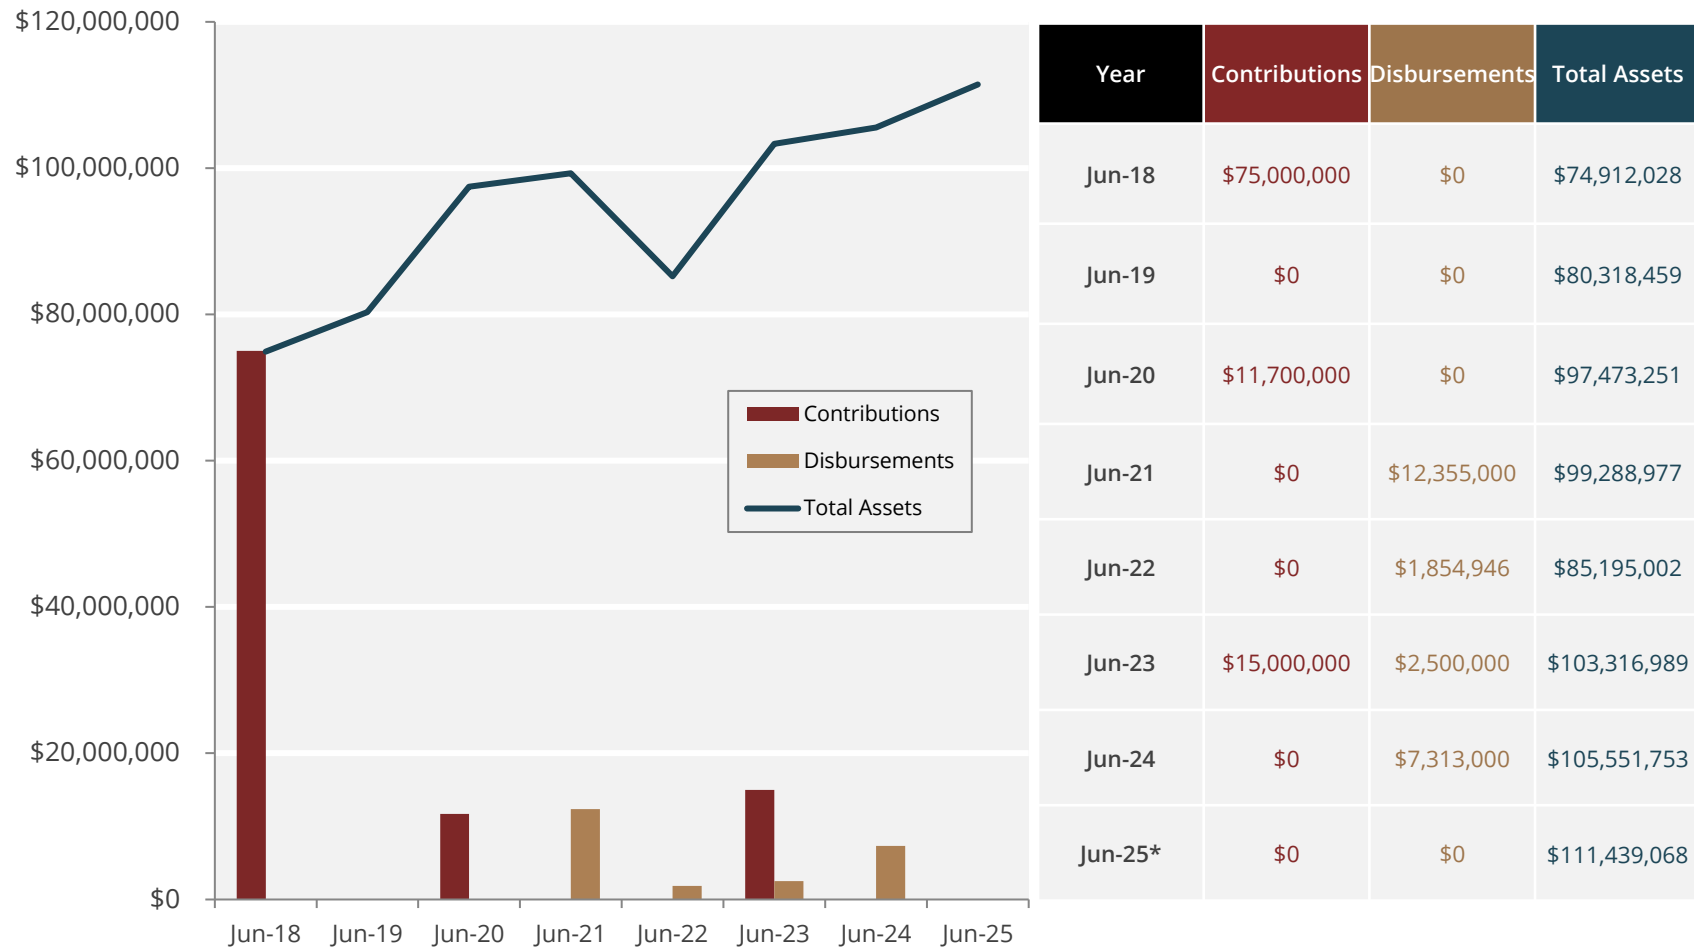 $120,000,000
$100,000,000
$80,000,000
$60,000,000
$40,000,000
$20,000,000
$0
Jun-18 Jun-19 Jun-20 Jun-21 Jun-22 Jun-23 Jun-24 Jun-25
Contributions
Disbursements
Total Assets
Year Contributions Disbursements Total Assets
Jun-18 $75,000,000 $0 $74,912,028
Jun-19 $0 $0 $80,318,459
Jun-20 $11,700,000 $0 $97,473,251
Jun-21 $0 $12,355,000 $99,288,977
Jun-22 $0 $1,854,946 $85,195,002
Jun-23 $15,000,000 $2,500,000 $103,316,989
Jun-24 $0 $7,313,000 $105,551,753
Jun-25* $0 $0 $111,439,068